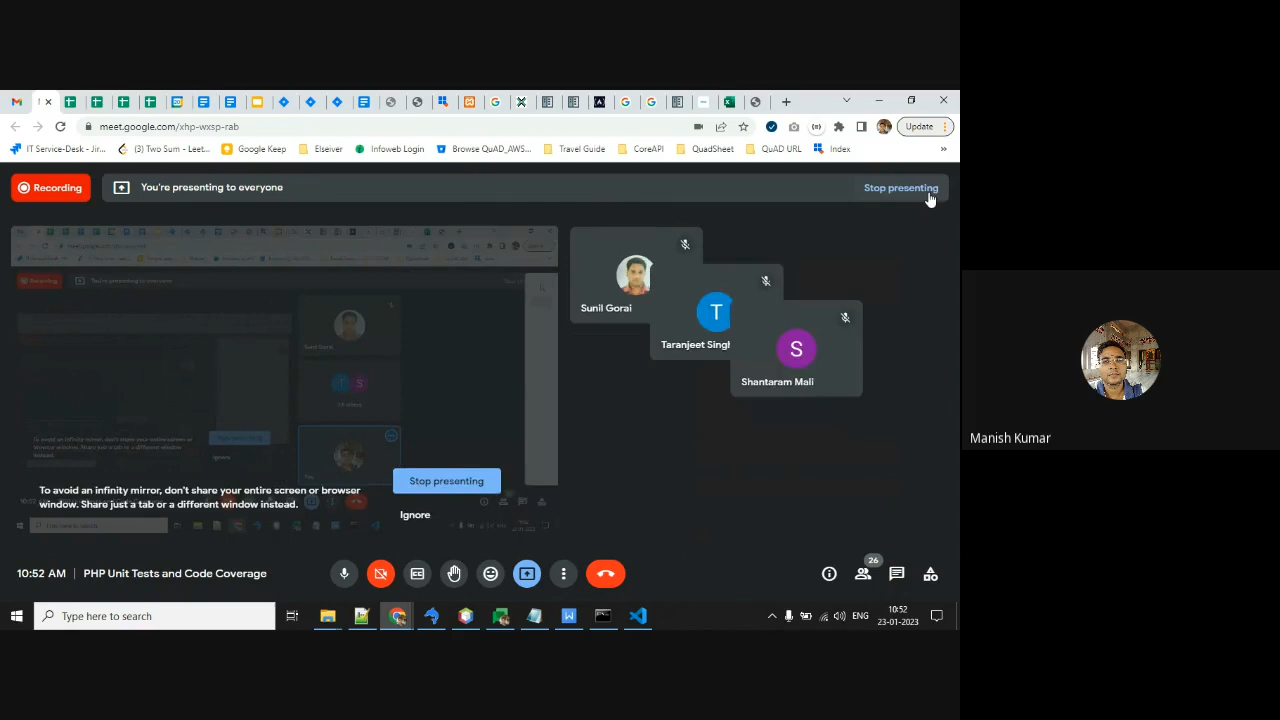 meet.google.com/xhp-wxsp-rab
Update
IT Service-Desk - Jir...
(3) Two Sum - Leet...
Google Keep
Elseiver
Infoweb Login
Browse QuAD_AWS...
Travel Guide
CoreAPI
QuadSheet
QuAD URL
Index
»
Recording
You're presenting to everyone
Stop presenting
Sunil Gorai
T
Taranjeet Singh
S
Shantaram Mali
Manish Kumar
To avoid an infinity mirror, don't share your entire screen or browser
window. Share just a tab or a different window instead.
Stop presenting
Ignore
10:52 AM | PHP Unit Tests and Code Coverage
26
Type here to search
ENG
10:52
23-01-2023